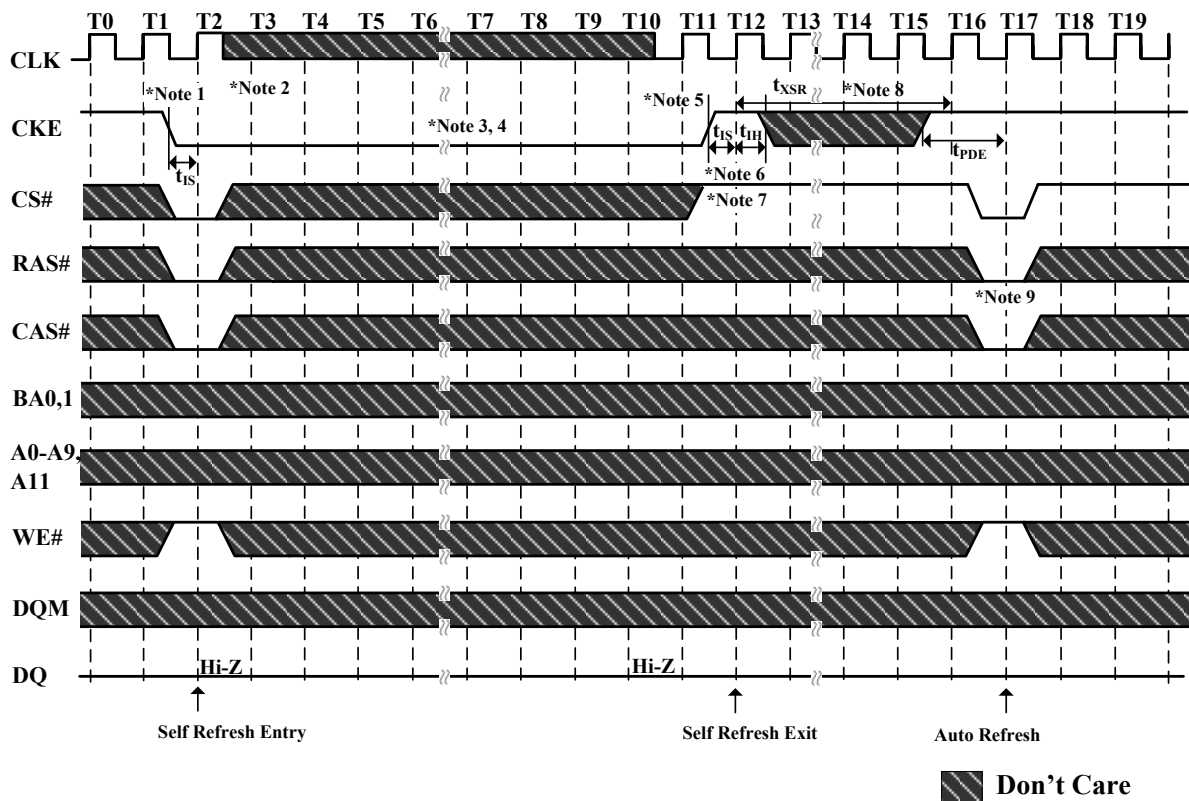 T0 T1 T2 T3 T4 T5 T6 T7 T8 T9 T10 T11 T12 T13 T14 T15 T16 T17 T18 T19
CLK
*Note 1 *Note 2 *Note 5 tXSR *Note 8
CKE
*Note 3, 4
tIS tIS tIH tPDE
*Note 6
CS#
*Note 7
RAS#
*Note 9
CAS#
BA0,1
A0-A9,
A11
WE#
DQM
DQ
Hi-Z Hi-Z
Self Refresh Entry Self Refresh Exit Auto Refresh
Don't Care